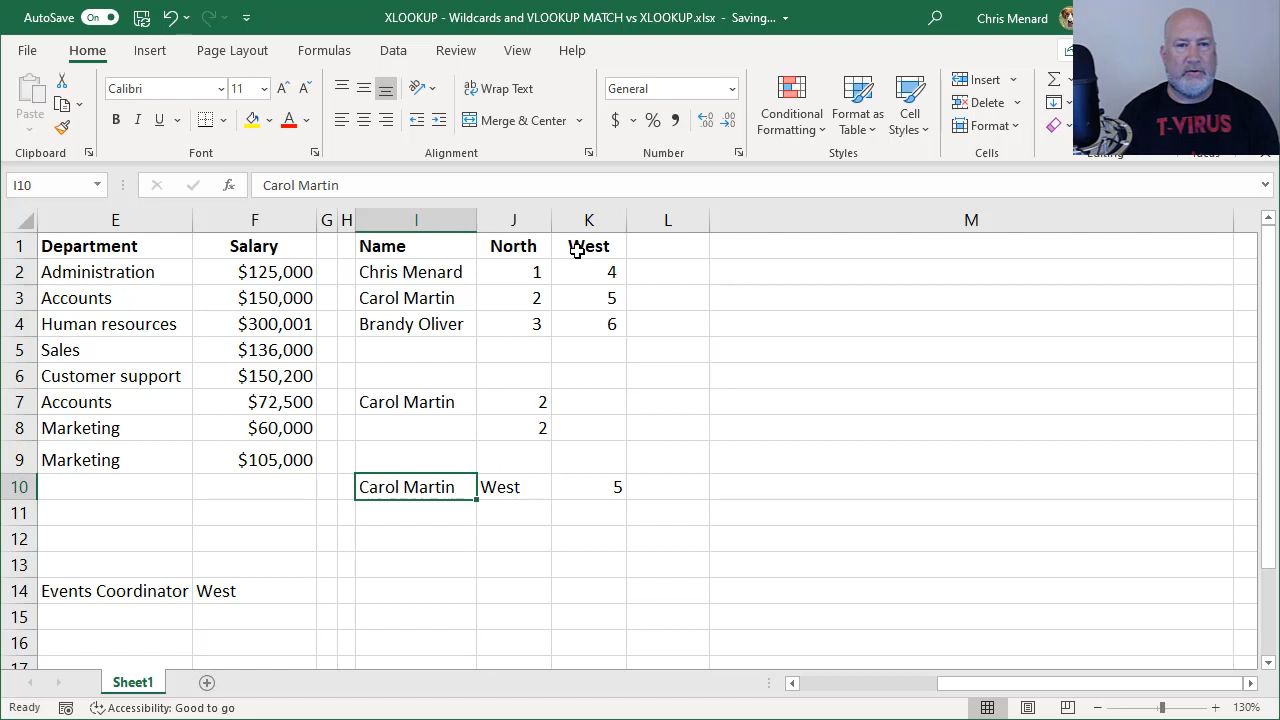 AutoSave On XLOOKUP - Wildcards and VLOOKUP MATCH vs XLOOKUP.xlsx - Saving... Chris Menard
File Home Insert Page Layout Formulas Data Review View Help
Calibri 11 Wrap Text General Insert
Paste B I U Merge & Center $ % Conditional Formatting Format as Table Cell Styles Delete
Format
Clipboard Font Alignment Number Styles Cells Editing
T-VIRUS
I10 fx Carol Martin
E F G H I J K L M
1 Department Salary Name North West
2 Administration $125,000 Chris Menard 1 4
3 Accounts $150,000 Carol Martin 2 5
4 Human resources $300,001 Brandy Oliver 3 6
5 Sales $136,000
6 Customer support $150,200
7 Accounts $72,500 Carol Martin 2
8 Marketing $60,000 2
9 Marketing $105,000
10 Carol Martin West 5
11
12
13
14 Events Coordinator West
15
16
17
Sheet1
Ready Accessibility: Good to go 130%